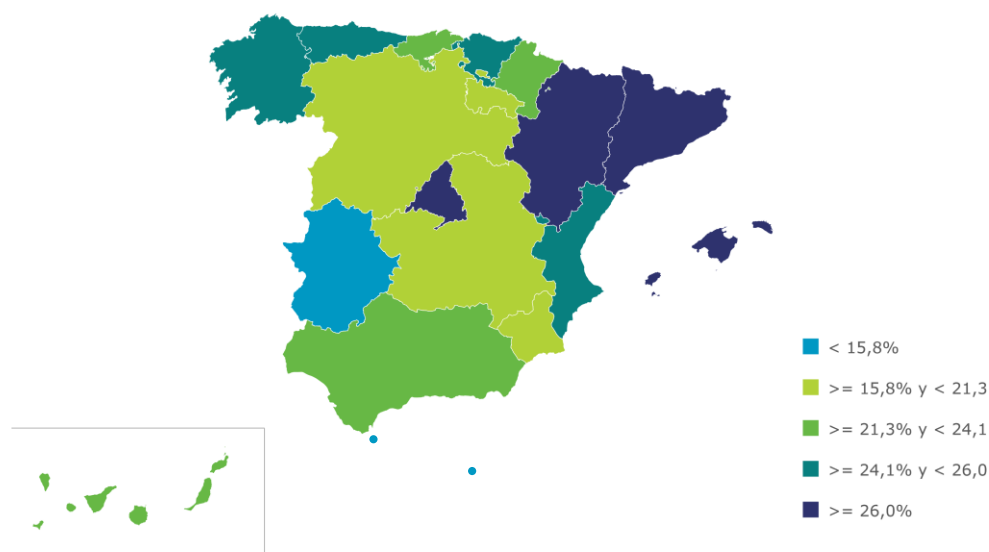 < 15,8%
>= 15,8% y < 21,3
>= 21,3% y < 24,1
>= 24,1% y < 26,0
>= 26,0%